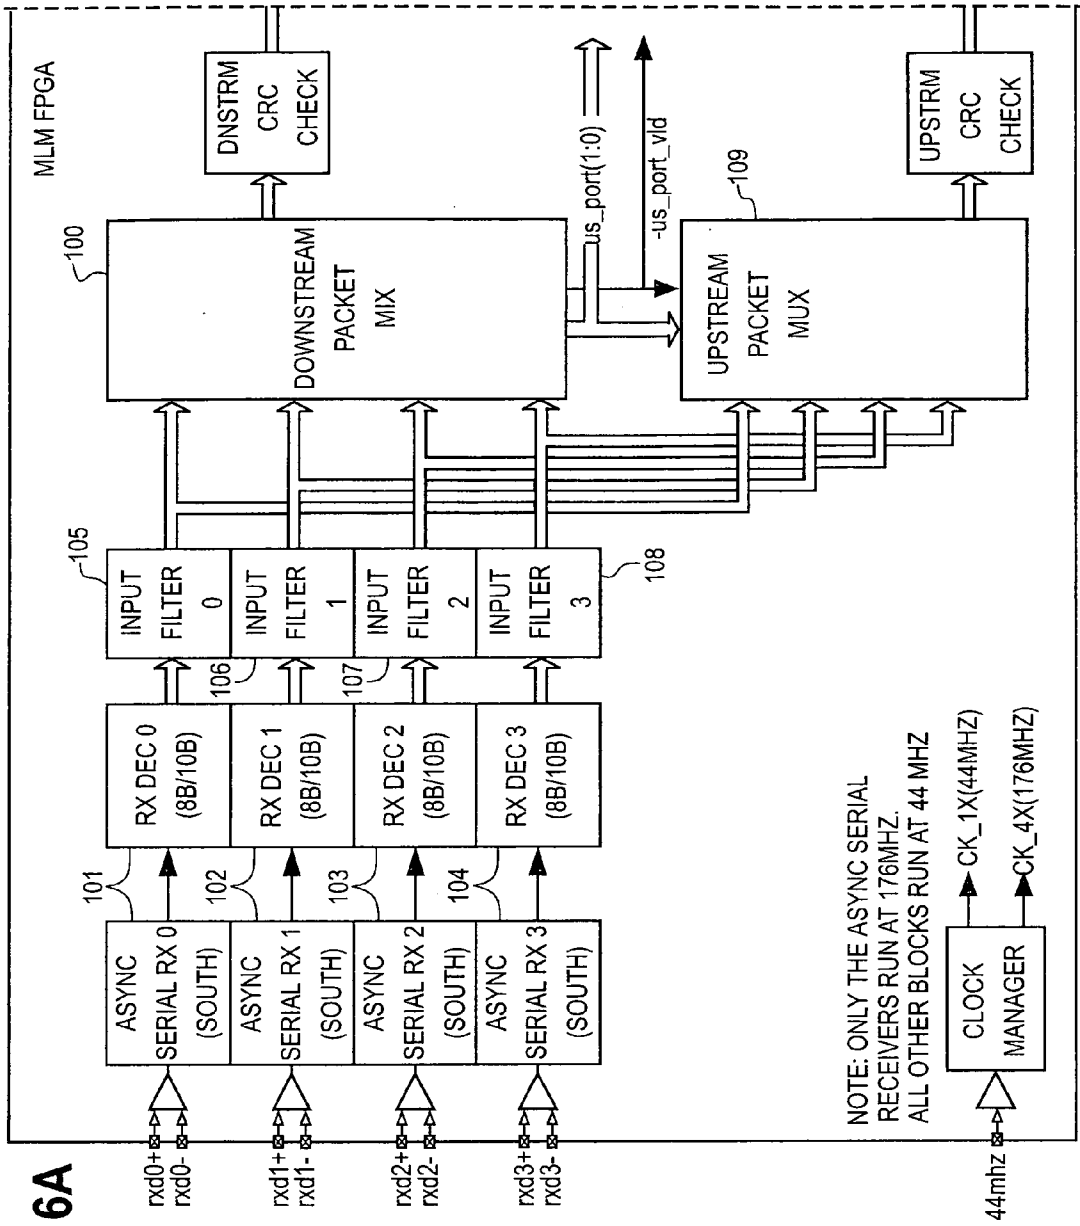 6A
MLM FPGA
rxd0+
rxd0-
rxd1+
rxd1-
rxd2+
rxd2-
rxd3+
rxd3-
ASYNC
SERIAL RX 0
(SOUTH)
ASYNC
SERIAL RX 1
(SOUTH)
ASYNC
SERIAL RX 2
(SOUTH)
ASYNC
SERIAL RX 3
(SOUTH)
101
102
103
104
RX DEC 0
(8B/10B)
RX DEC 1
(8B/10B)
RX DEC 2
(8B/10B)
RX DEC 3
(8B/10B)
105
106
107
108
INPUT
FILTER
0
INPUT
FILTER
1
INPUT
FILTER
2
INPUT
FILTER
3
100
DOWNSTREAM
PACKET
MIX
DNSTRM
CRC
CHECK
us_port(1:0)
-us_port_vld
109
UPSTREAM
PACKET
MUX
UPSTRM
CRC
CHECK
NOTE: ONLY THE ASYNC SERIAL
RECEIVERS RUN AT 176MHZ.
ALL OTHER BLOCKS RUN AT 44 MHZ
44mhz
CLOCK
MANAGER
CK_1X(44MHZ)
CK_4X(176MHZ)